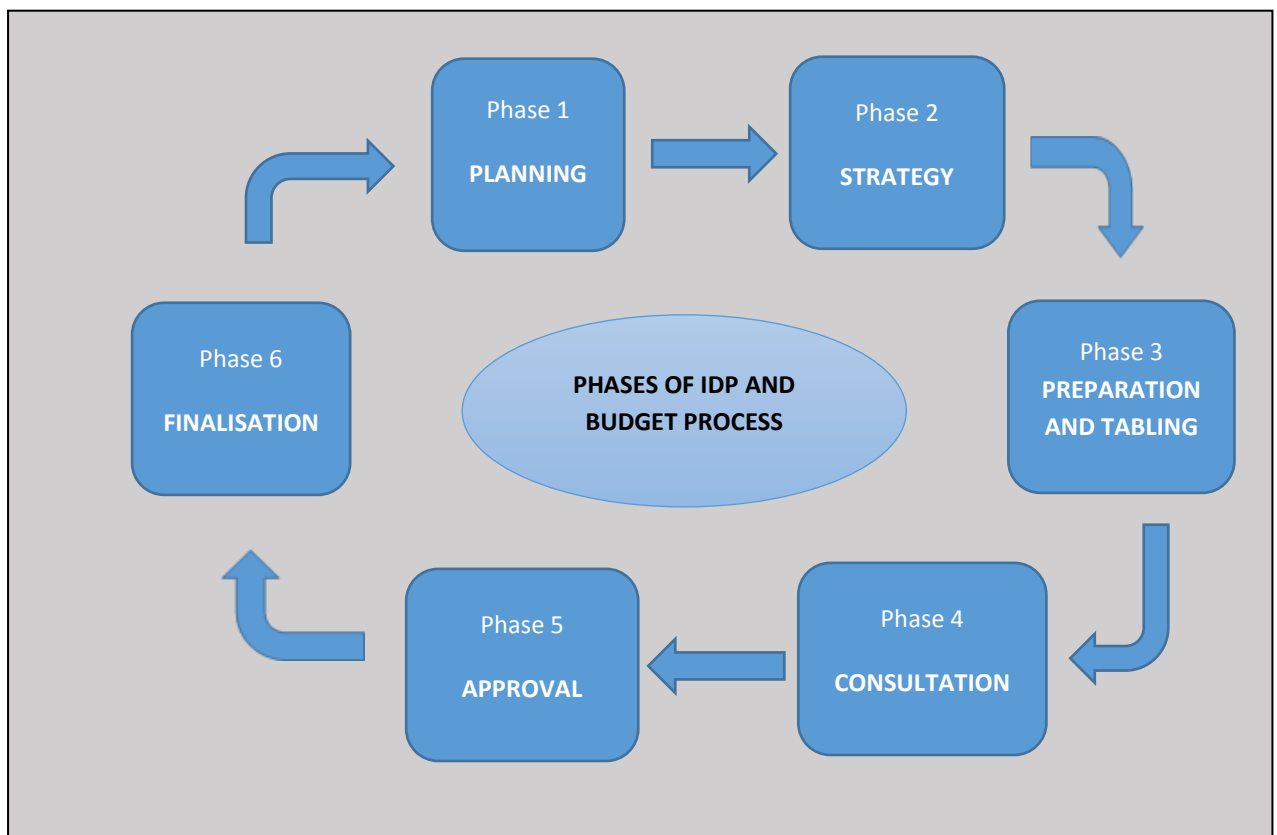 Phase 1
PLANNING
Phase 2
STRATEGY
Phase 3
PREPARATION
AND TABLING
Phase 4
CONSULTATION
Phase 5
APPROVAL
Phase 6
FINALISATION
PHASES OF IDP AND
BUDGET PROCESS